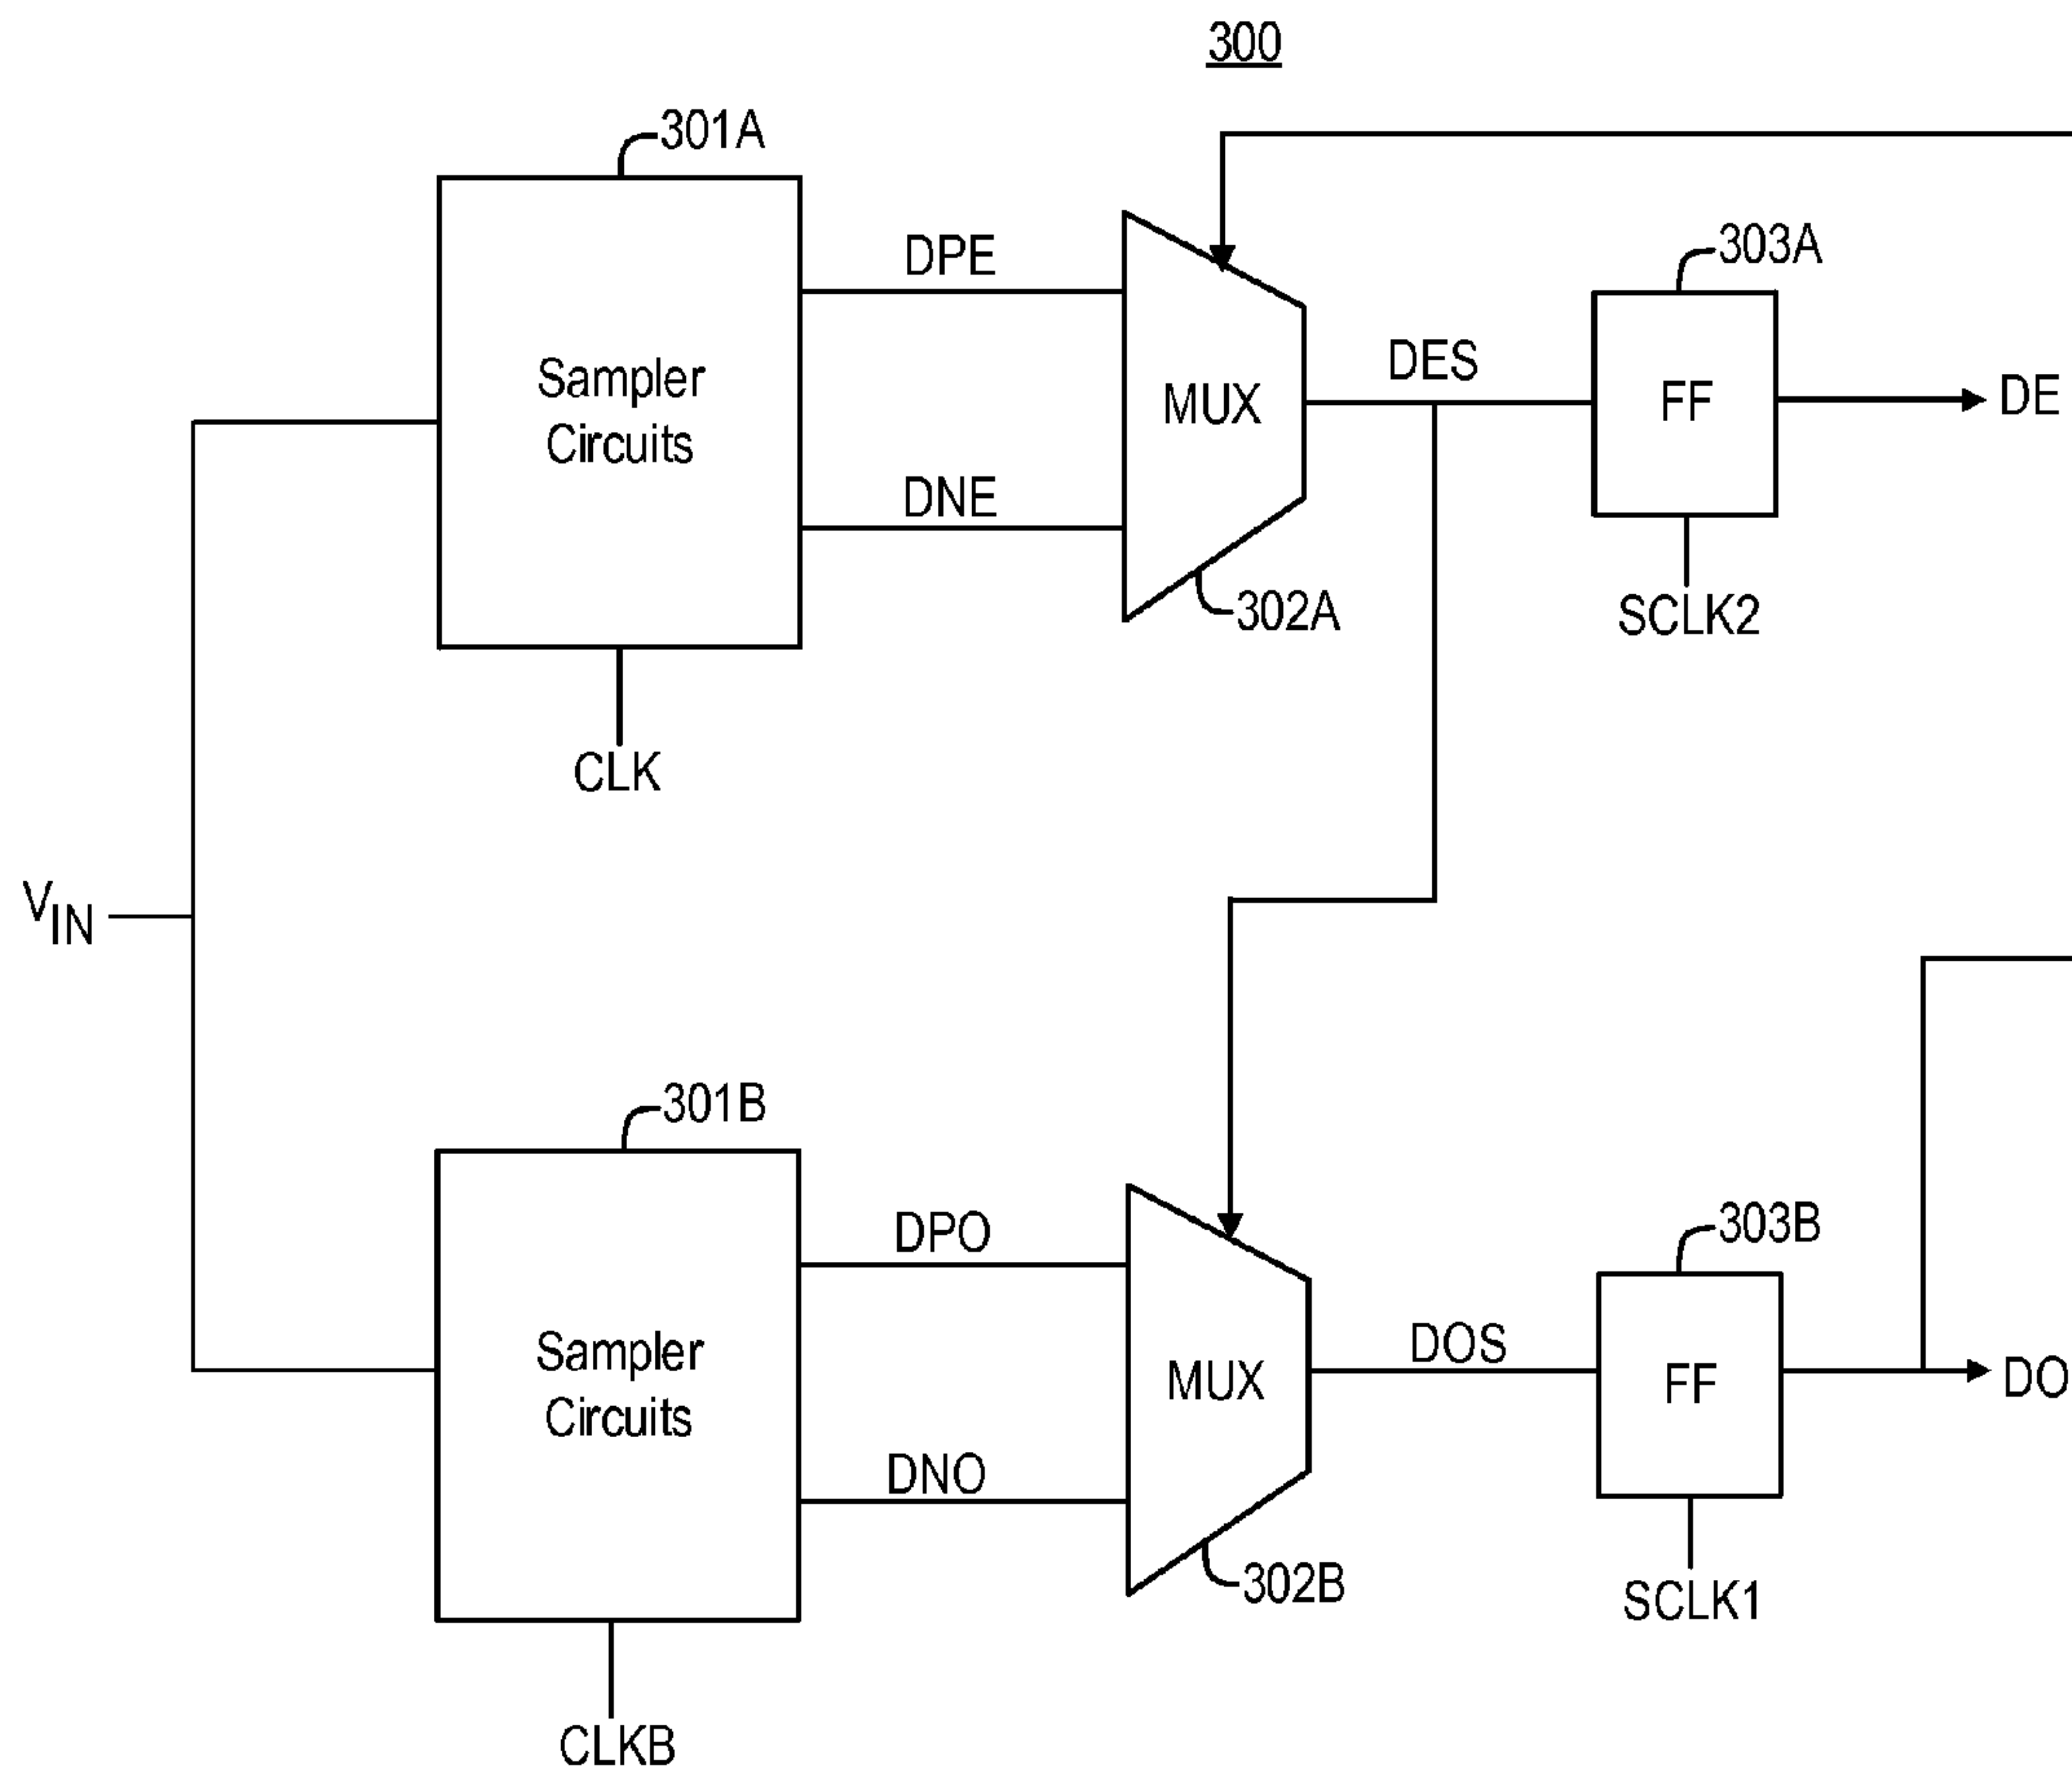 300
301A
DPE
303A
Sampler
Circuits
MUX
DES
FF
DE
DNE
302A
SCLK2
CLK
VIN
301B
DPO
303B
Sampler
Circuits
MUX
DOS
FF
DO
DNO
302B
SCLK1
CLKB